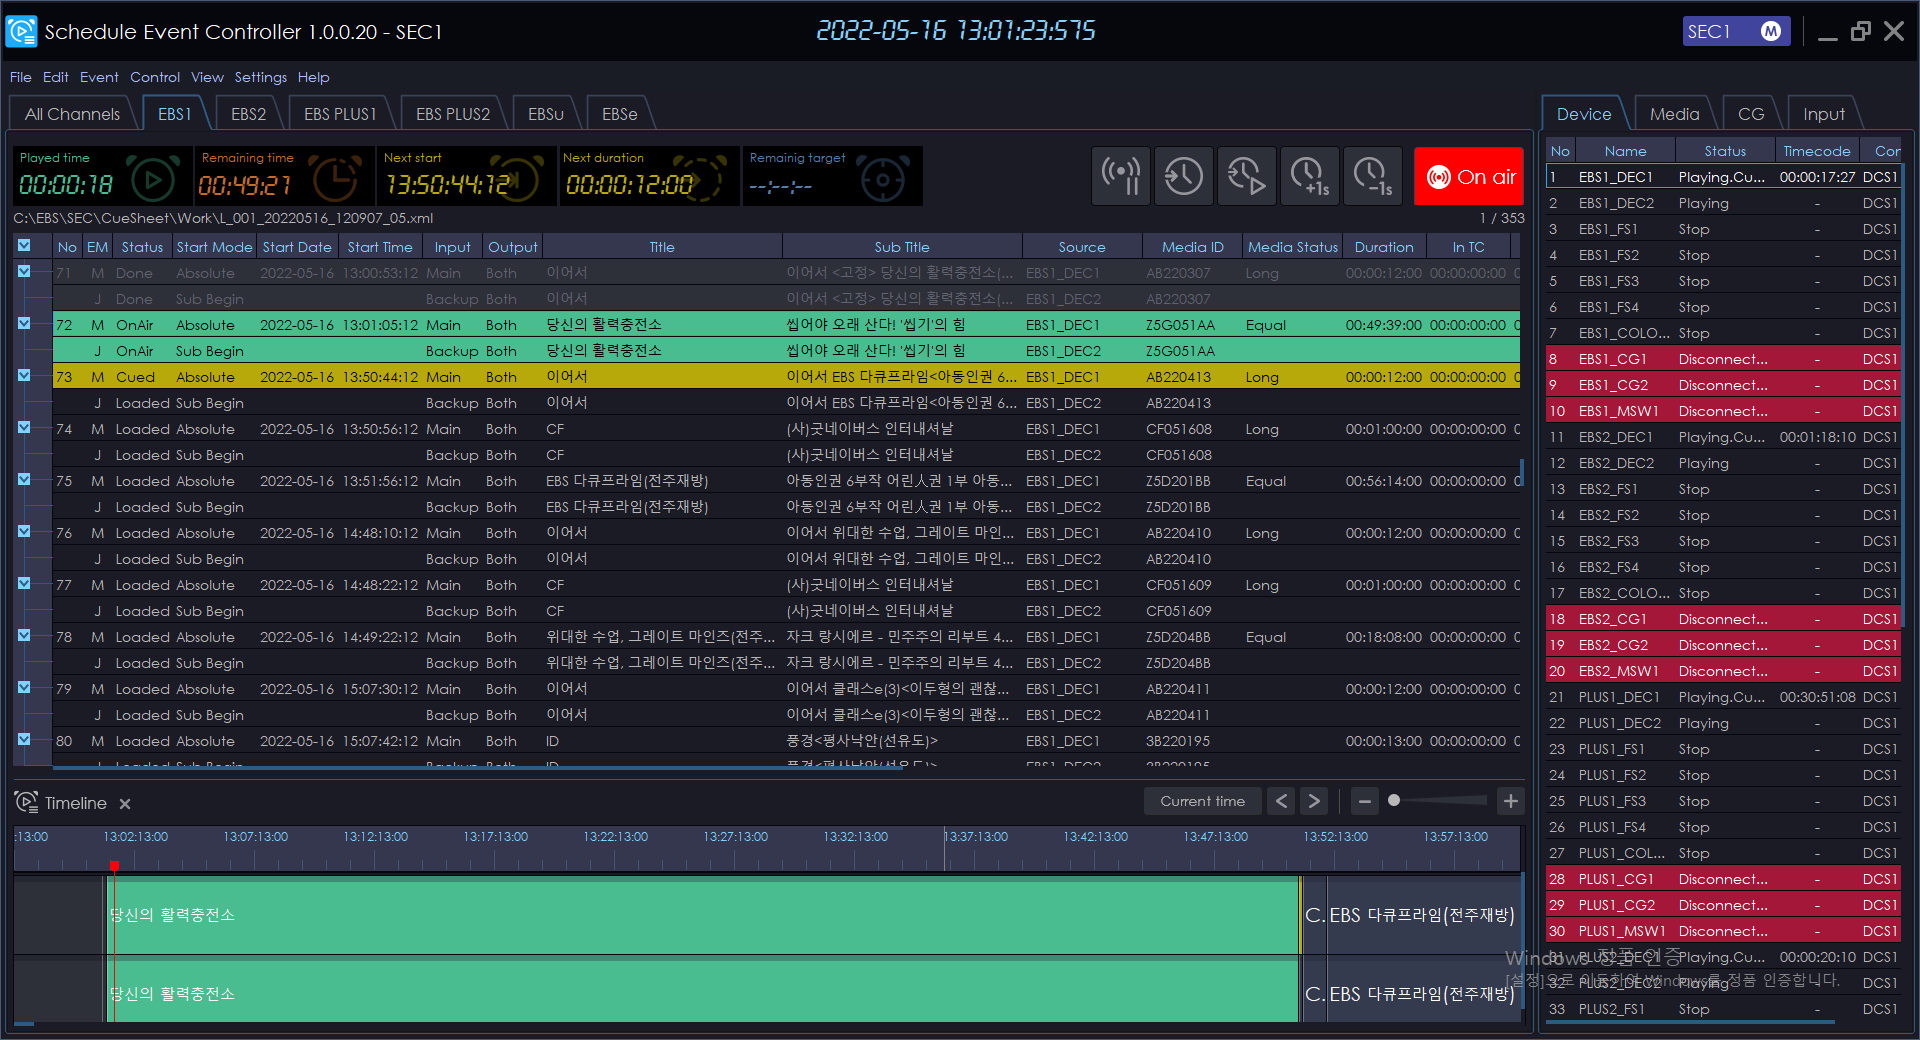 Schedule Event Controller 1.0.0.20 - SEC1
2022-05-16 13:01:23:575
SEC1 M
File Edit Event Control View Settings Help
All Channels EBS1 EBS2 EBS PLUS1 EBS PLUS2 EBSu EBSe
Played time 00:00:18
Remaining time 00:49:21
Next start 13:50:44:12
Next duration 00:00:12:00
Remainig target --:--:--
+1s -1s On air
C:\EBS\SEC\CueSheet\Work\L_001_20220516_120907_05.xml
1 / 353
No EM Status Start Mode Start Date Start Time Input Output Title Sub Title Source Media ID Media Status Duration In TC
71 M Done Absolute 2022-05-16 13:00:53:12 Main Both 이어서 이어서 <고정> 당신의 활력충전소(... EBS1_DEC1 AB220307 Long 00:00:12:00 00:00:00:00 0
J Done Sub Begin Backup Both 이어서 이어서 <고정> 당신의 활력충전소(... EBS1_DEC2 AB220307
72 M OnAir Absolute 2022-05-16 13:01:05:12 Main Both 당신의 활력충전소 씹어야 오래 산다! '씹기'의 힘 EBS1_DEC1 Z5G051AA Equal 00:49:39:00 00:00:00:00 0
J OnAir Sub Begin Backup Both 당신의 활력충전소 씹어야 오래 산다! '씹기'의 힘 EBS1_DEC2 Z5G051AA
73 M Cued Absolute 2022-05-16 13:50:44:12 Main Both 이어서 이어서 EBS 다큐프라임<아동인권 6... EBS1_DEC1 AB220413 Long 00:00:12:00 00:00:00:00 0
J Loaded Sub Begin Backup Both 이어서 이어서 EBS 다큐프라임<아동인권 6... EBS1_DEC2 AB220413
74 M Loaded Absolute 2022-05-16 13:50:56:12 Main Both CF (사)굿네이버스 인터내셔날 EBS1_DEC1 CF051608 Long 00:01:00:00 00:00:00:00 0
J Loaded Sub Begin Backup Both CF (사)굿네이버스 인터내셔날 EBS1_DEC2 CF051608
75 M Loaded Absolute 2022-05-16 13:51:56:12 Main Both EBS 다큐프라임(전주재방) 아동인권 6부작 어린人권 1부 아동... EBS1_DEC1 Z5D201BB Equal 00:56:14:00 00:00:00:00 0
J Loaded Sub Begin Backup Both EBS 다큐프라임(전주재방) 아동인권 6부작 어린人권 1부 아동... EBS1_DEC2 Z5D201BB
76 M Loaded Absolute 2022-05-16 14:48:10:12 Main Both 이어서 이어서 위대한 수업, 그레이트 마인... EBS1_DEC1 AB220410 Long 00:00:12:00 00:00:00:00 0
J Loaded Sub Begin Backup Both 이어서 이어서 위대한 수업, 그레이트 마인... EBS1_DEC2 AB220410
77 M Loaded Absolute 2022-05-16 14:48:22:12 Main Both CF (사)굿네이버스 인터내셔날 EBS1_DEC1 CF051609 Long 00:01:00:00 00:00:00:00 0
J Loaded Sub Begin Backup Both CF (사)굿네이버스 인터내셔날 EBS1_DEC2 CF051609
78 M Loaded Absolute 2022-05-16 14:49:22:12 Main Both 위대한 수업, 그레이트 마인즈(전주... 자크 랑시에르 - 민주주의 리부트 4... EBS1_DEC1 Z5D204BB Equal 00:18:08:00 00:00:00:00 0
J Loaded Sub Begin Backup Both 위대한 수업, 그레이트 마인즈(전주... 자크 랑시에르 - 민주주의 리부트 4... EBS1_DEC2 Z5D204BB
79 M Loaded Absolute 2022-05-16 15:07:30:12 Main Both 이어서 이어서 클래스e(3)<이두형의 괜찮... EBS1_DEC1 AB220411 00:00:12:00 00:00:00:00 0
J Loaded Sub Begin Backup Both 이어서 이어서 클래스e(3)<이두형의 괜찮... EBS1_DEC2 AB220411
80 M Loaded Absolute 2022-05-16 15:07:42:12 Main Both ID 풍경<평사낙안(선유도)> EBS1_DEC1 3B220195 00:00:13:00 00:00:00:00 0
J Loaded Sub Begin Backup Both ID 풍경<평사낙안(선유도)> EBS1_DEC2 3B220195
Timeline Current time
:13:00 13:02:13:00 13:07:13:00 13:12:13:00 13:17:13:00 13:22:13:00 13:27:13:00 13:32:13:00 13:37:13:00 13:42:13:00 13:47:13:00 13:52:13:00 13:57:13:00
당신의 활력충전소 C. EBS 다큐프라임(전주재방)
당신의 활력충전소 C. EBS 다큐프라임(전주재방)
Device Media CG Input
No Name Status Timecode Con
1 EBS1_DEC1 Playing.Cu... 00:00:17:27 DCS1
2 EBS1_DEC2 Playing - DCS1
3 EBS1_FS1 Stop - DCS1
4 EBS1_FS2 Stop - DCS1
5 EBS1_FS3 Stop - DCS1
6 EBS1_FS4 Stop - DCS1
7 EBS1_COLO... Stop - DCS1
8 EBS1_CG1 Disconnect... - DCS1
9 EBS1_CG2 Disconnect... - DCS1
10 EBS1_MSW1 Disconnect... - DCS1
11 EBS2_DEC1 Playing.Cu... 00:01:18:10 DCS1
12 EBS2_DEC2 Playing - DCS1
13 EBS2_FS1 Stop - DCS1
14 EBS2_FS2 Stop - DCS1
15 EBS2_FS3 Stop - DCS1
16 EBS2_FS4 Stop - DCS1
17 EBS2_COLO... Stop - DCS1
18 EBS2_CG1 Disconnect... - DCS1
19 EBS2_CG2 Disconnect... - DCS1
20 EBS2_MSW1 Disconnect... - DCS1
21 PLUS1_DEC1 Playing.Cu... 00:30:51:08 DCS1
22 PLUS1_DEC2 Playing - DCS1
23 PLUS1_FS1 Stop - DCS1
24 PLUS1_FS2 Stop - DCS1
25 PLUS1_FS3 Stop - DCS1
26 PLUS1_FS4 Stop - DCS1
27 PLUS1_COL... Stop - DCS1
28 PLUS1_CG1 Disconnect... - DCS1
29 PLUS1_CG2 Disconnect... - DCS1
30 PLUS1_MSW1 Disconnect... - DCS1
31 PLUS2_DEC1 Playing.Cu... 00:00:20:10 DCS1
32 PLUS2_DEC2 Playing - DCS1
33 PLUS2_FS1 Stop - DCS1
Windows 정품 인증
[설정]으로 이동하여 Windows를 정품 인증합니다.